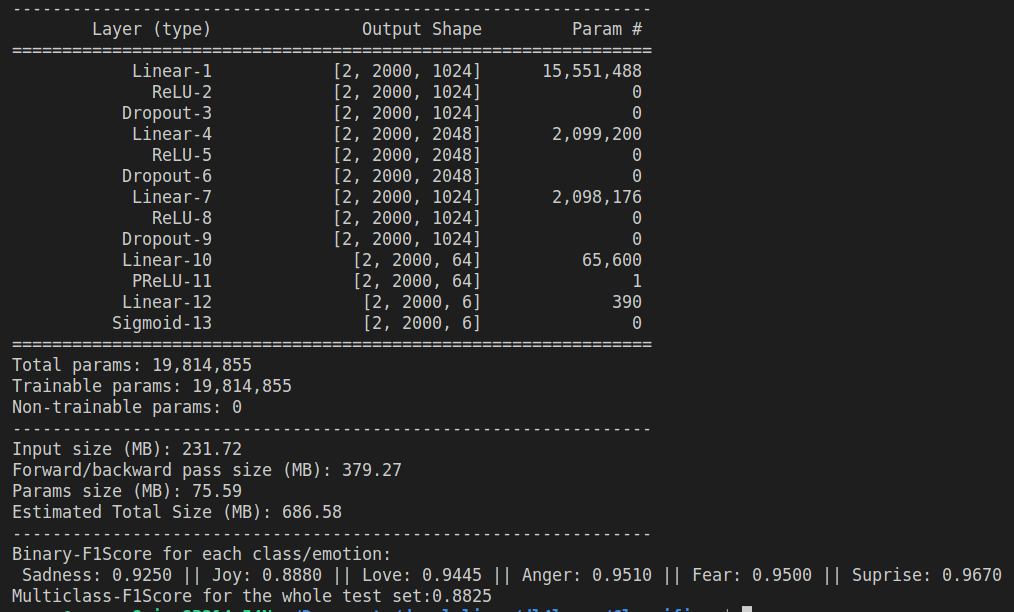 ----------------------------------------------------------------
Layer (type) Output Shape Param #
================================================================
Linear-1 [2, 2000, 1024] 15,551,488
ReLU-2 [2, 2000, 1024] 0
Dropout-3 [2, 2000, 1024] 0
Linear-4 [2, 2000, 2048] 2,099,200
ReLU-5 [2, 2000, 2048] 0
Dropout-6 [2, 2000, 2048] 0
Linear-7 [2, 2000, 1024] 2,098,176
ReLU-8 [2, 2000, 1024] 0
Dropout-9 [2, 2000, 1024] 0
Linear-10 [2, 2000, 64] 65,600
PReLU-11 [2, 2000, 64] 1
Linear-12 [2, 2000, 6] 390
Sigmoid-13 [2, 2000, 6] 0
================================================================
Total params: 19,814,855
Trainable params: 19,814,855
Non-trainable params: 0
----------------------------------------------------------------
Input size (MB): 231.72
Forward/backward pass size (MB): 379.27
Params size (MB): 75.59
Estimated Total Size (MB): 686.58
----------------------------------------------------------------
Binary-F1Score for each class/emotion:
Sadness: 0.9250 || Joy: 0.8880 || Love: 0.9445 || Anger: 0.9510 || Fear: 0.9500 || Suprise: 0.9670
Multiclass-F1Score for the whole test set:0.8825